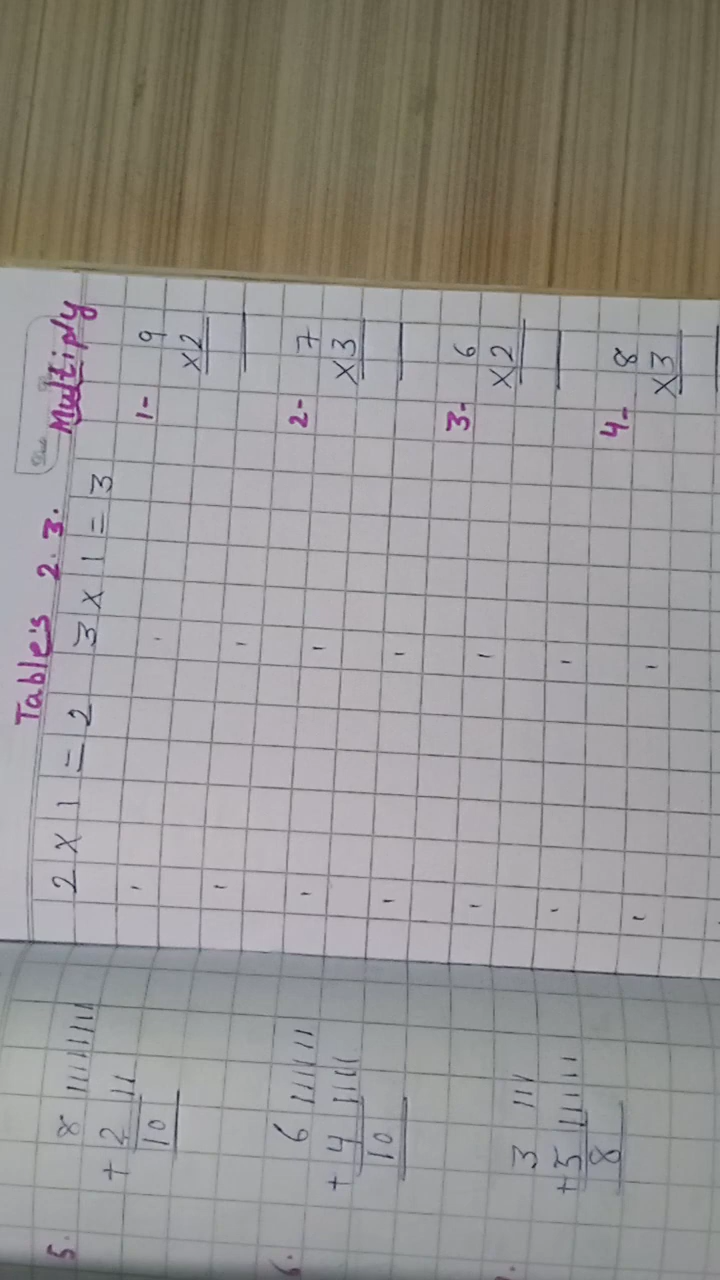 5. 8 ////////
+ 2 //
10
6. 6 //////
+ 4 ////
10
3 ///
+ 5 /////
8
Tables 2. 3.
2 x 1 = 2 3 x 1 = 3
Multiply
1- 9
x2
2- 7
x3
3- 6
x2
4- 8
x3